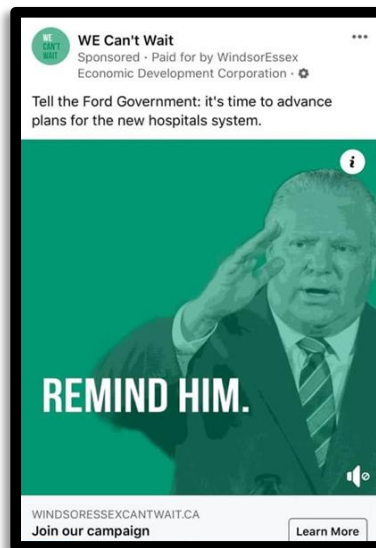 WE
CAN'T
WAIT
WE Can't Wait
Sponsored · Paid for by WindsorEssex
Economic Development Corporation ·
Tell the Ford Government: it's time to advance
plans for the new hospitals system.
i
REMIND HIM.
WINDSORESSEXCANTWAIT.CA
Join our campaign
Learn More